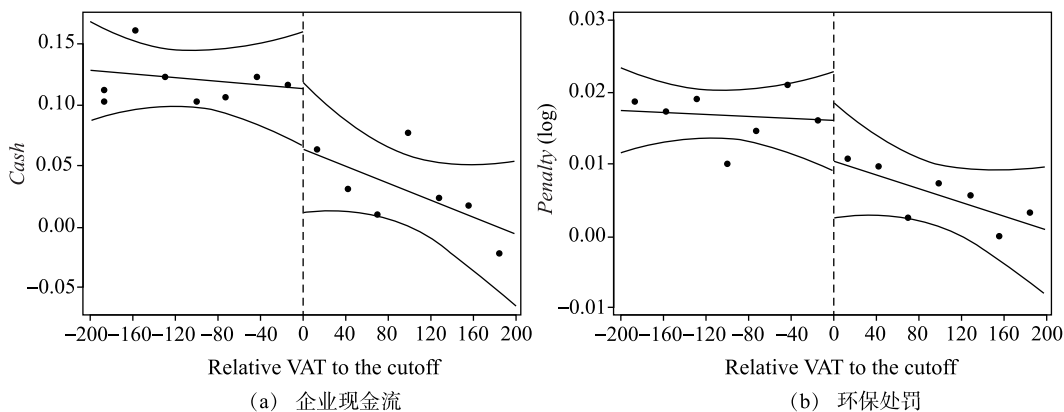 0.15
0.10
0.05
0.00
−0.05
Cash
−200 −160 −120 −80 −40 0 40 80 120 160 200
Relative VAT to the cutoff
(a) 企业现金流
0.03
0.02
0.01
0.00
−0.01
Penalty (log)
−200 −160 −120 −80 −40 0 40 80 120 160 200
Relative VAT to the cutoff
(b) 环保处罚